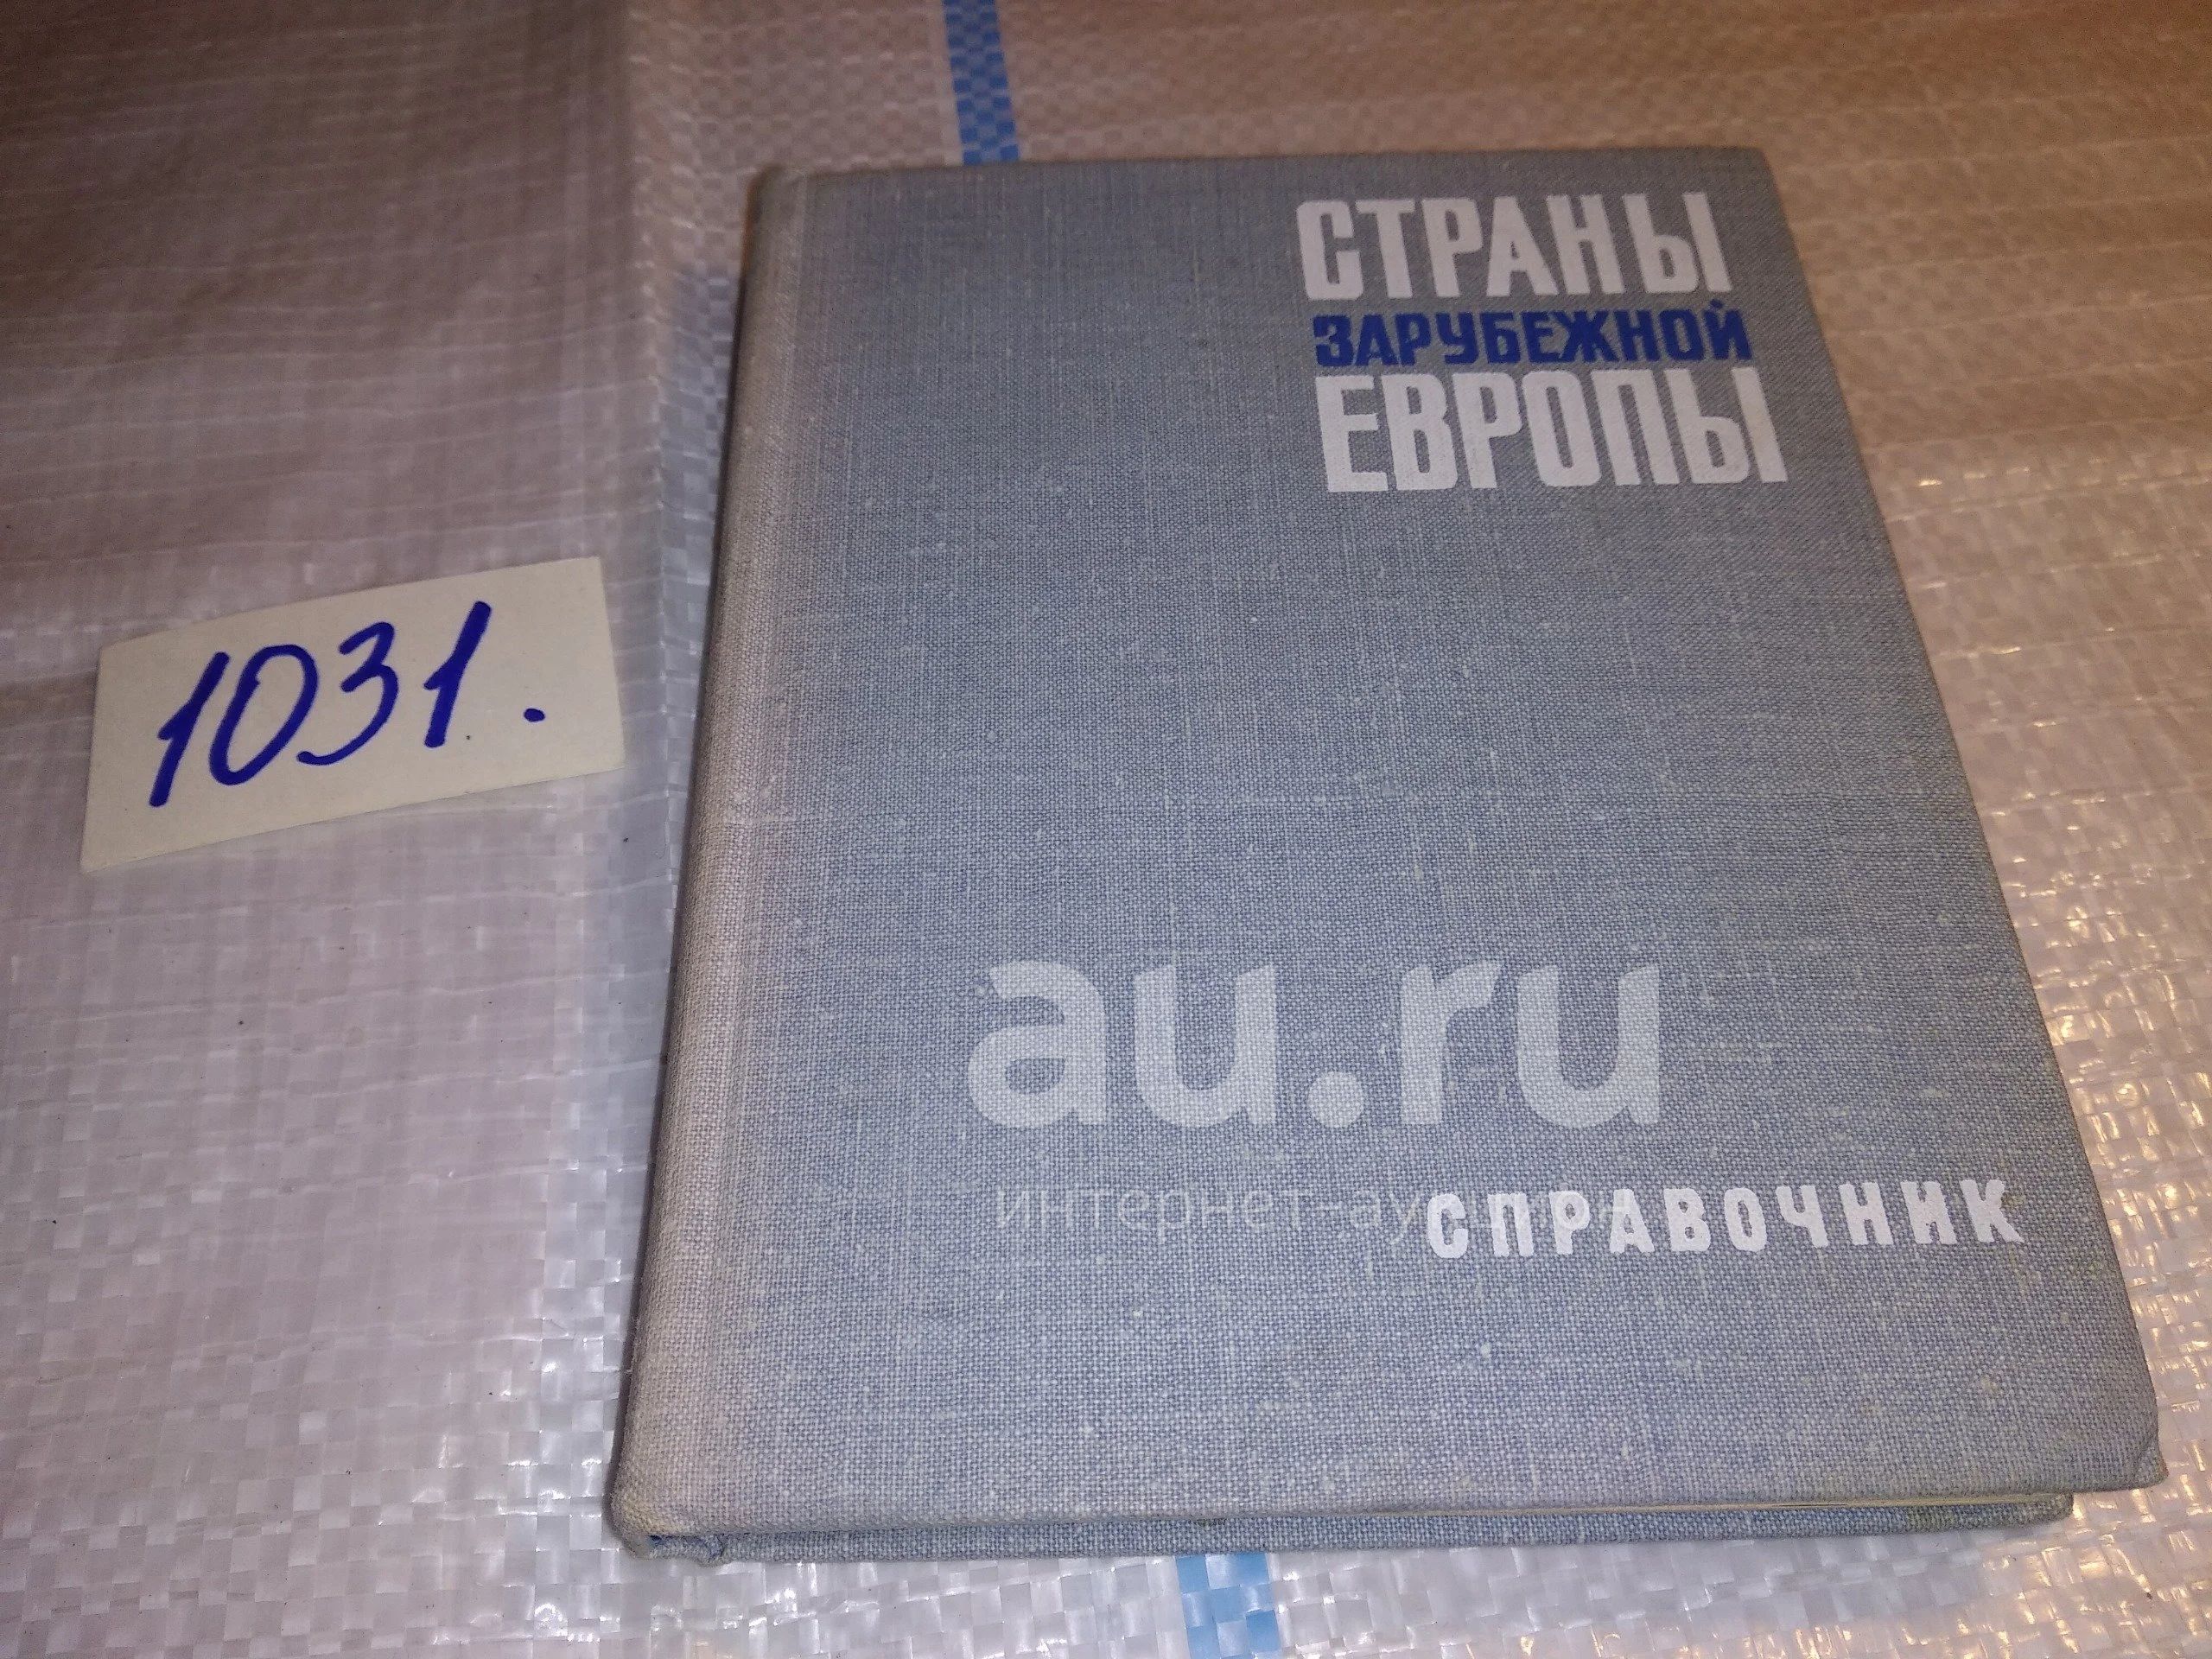 СТРАНЫ
ЗАРУБЕЖНОЙ
ЕВРОПЫ
1031.
au.ru
СПРАВОЧНИК